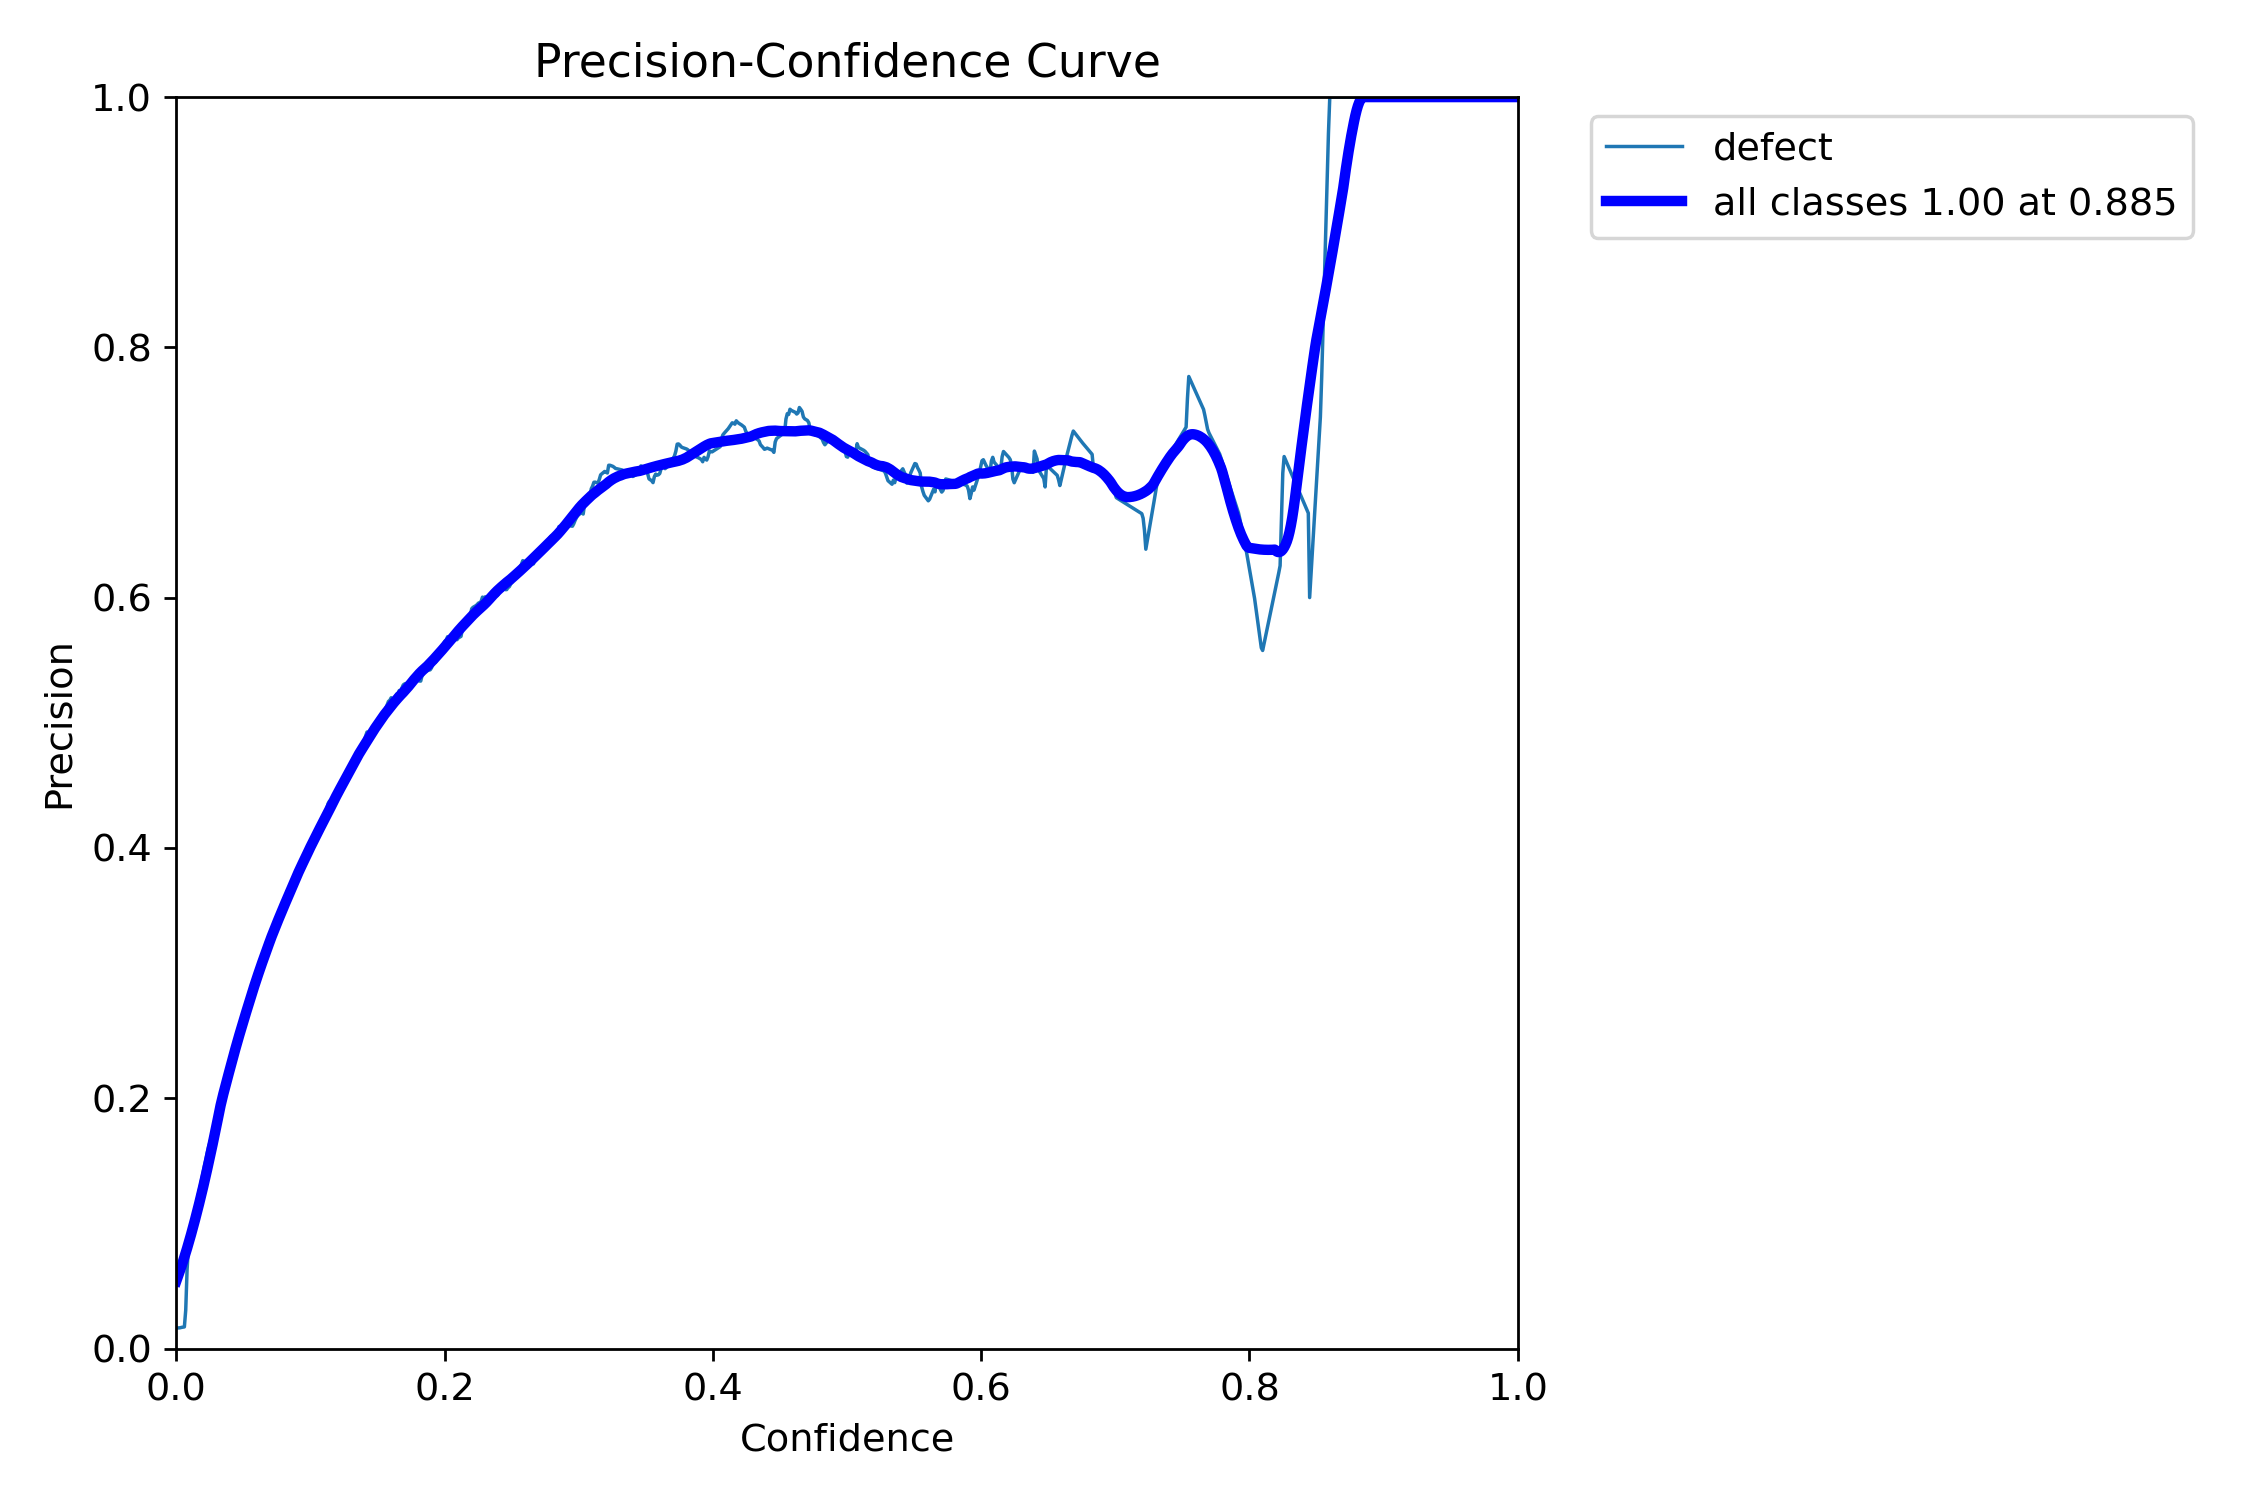 Precision-Confidence Curve
1.0
0.8
0.6
0.4
0.2
0.0
Precision
0.0 0.2 0.4 0.6 0.8 1.0
Confidence
defect
all classes 1.00 at 0.885